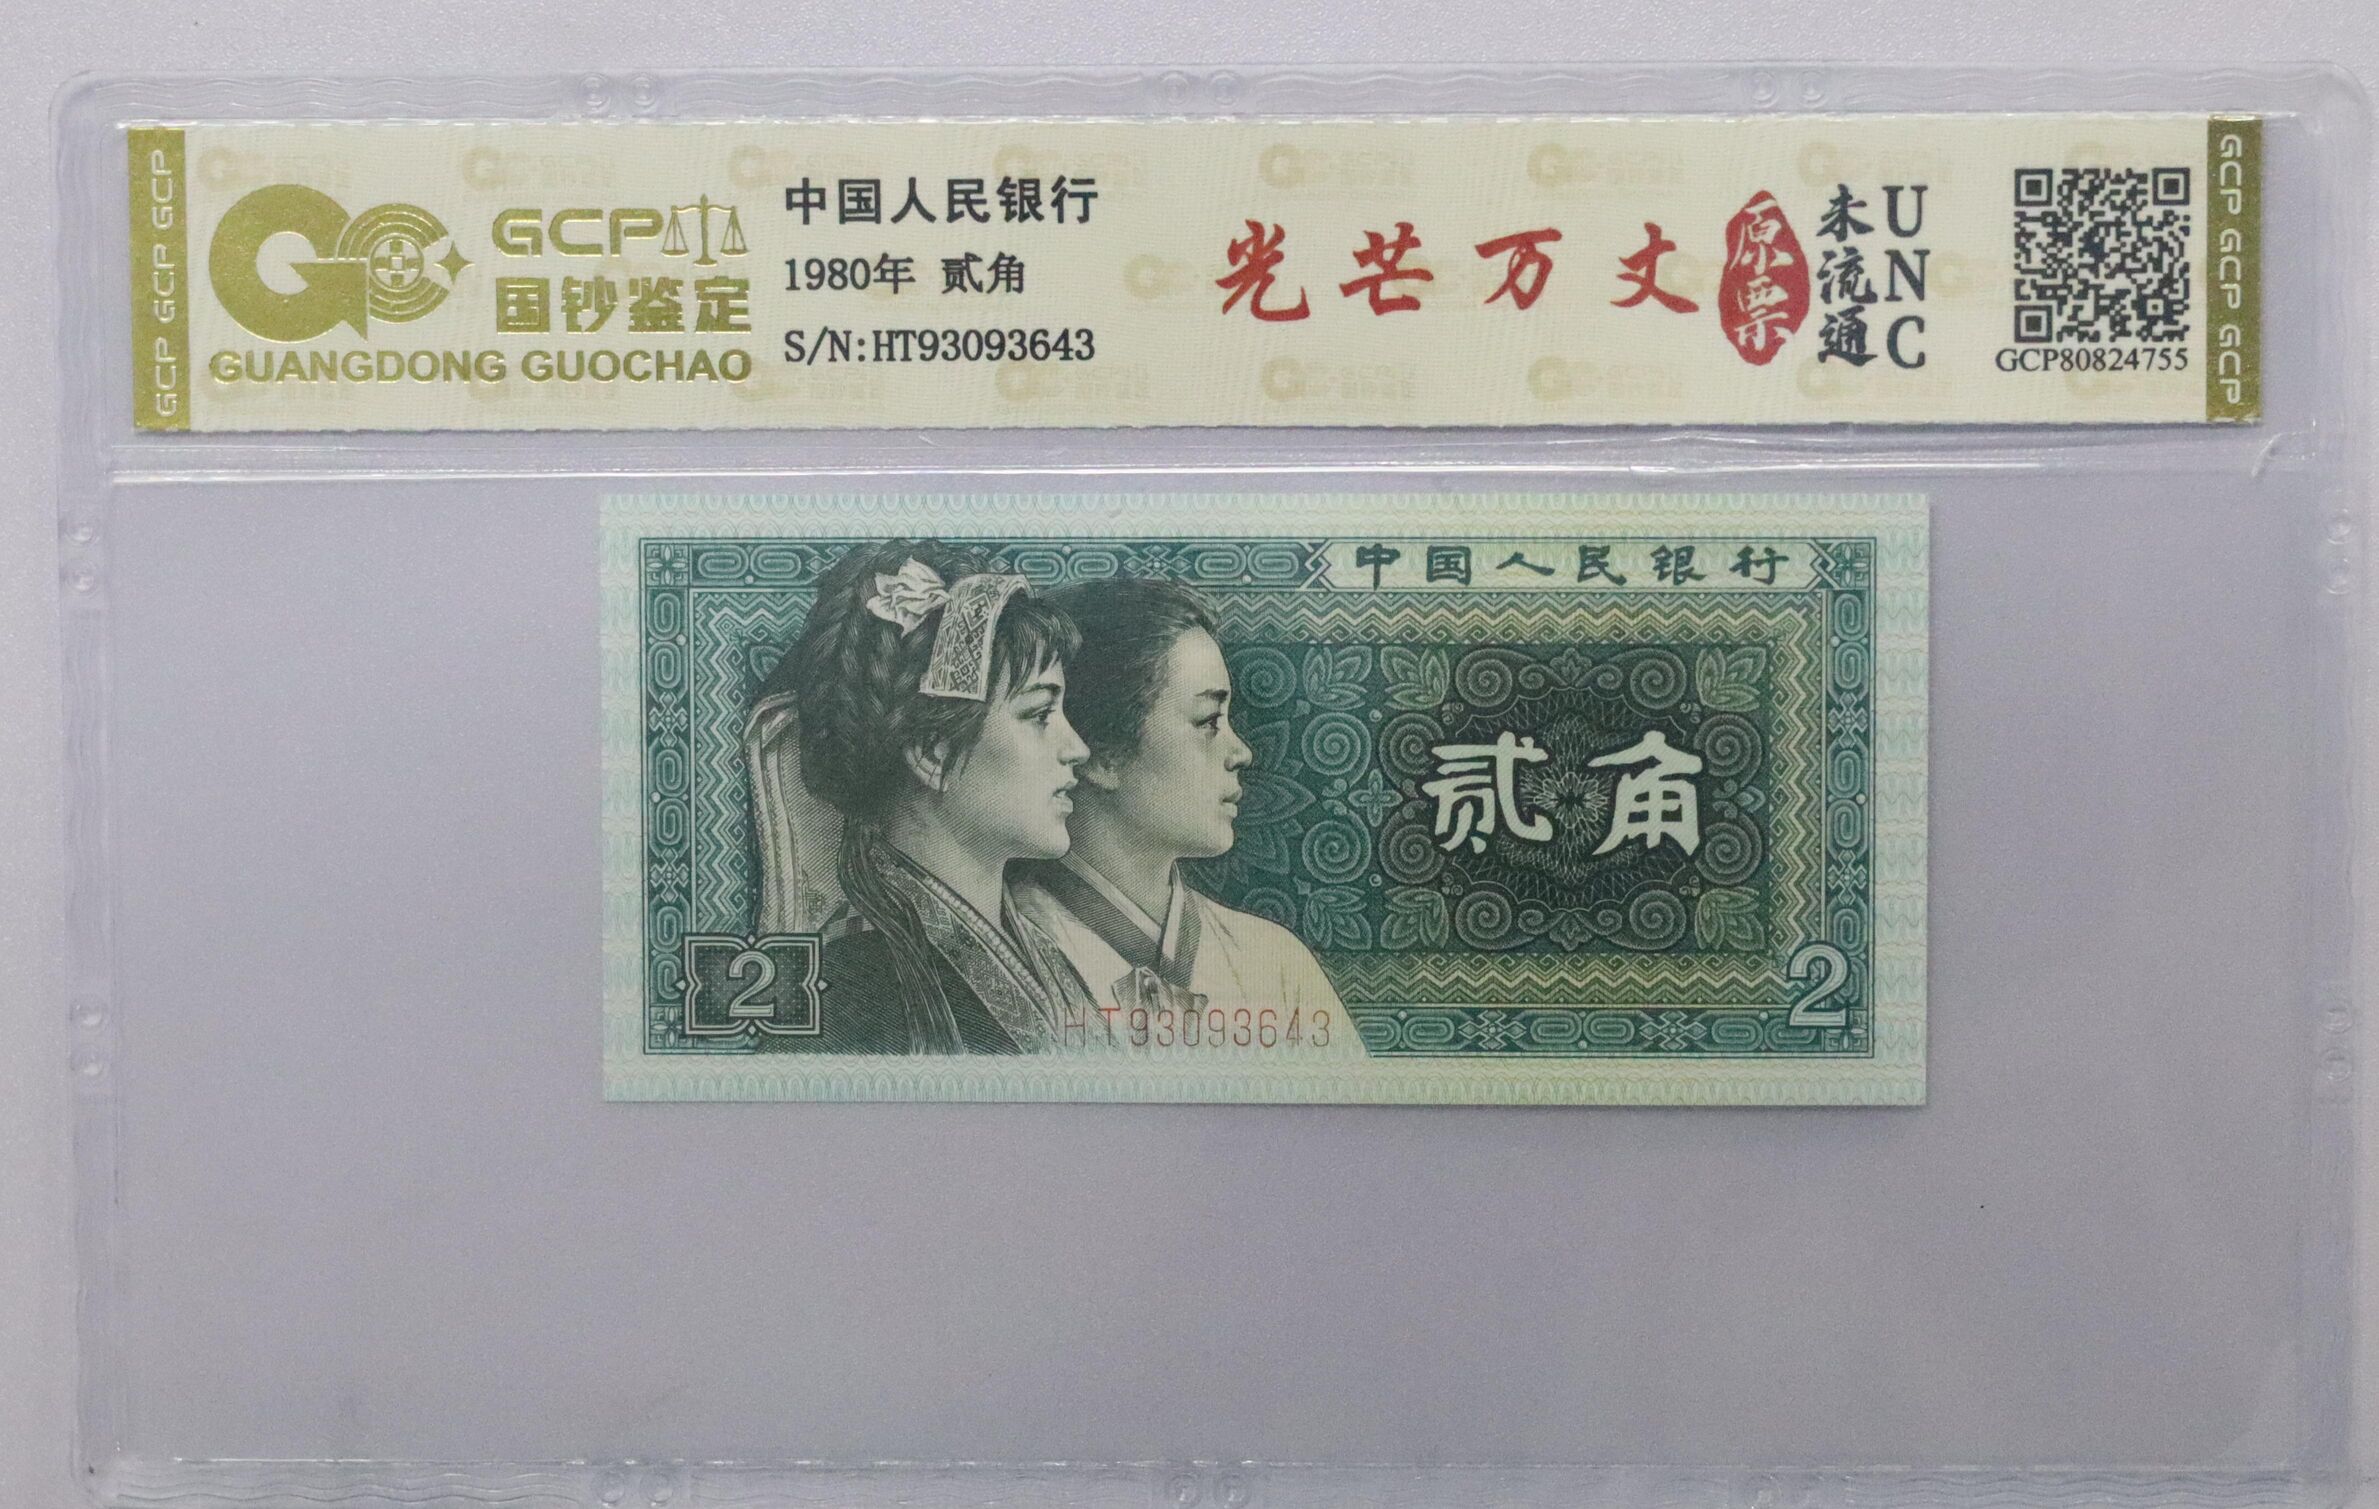 GCP GCP GCP
GCP
国钞鉴定
GUANGDONG GUOCHAO
中国人民银行
1980年 贰角
S/N:HT93093643
光芒万丈
原票
未流通
UNC
GCP80824755
GCP GCP GCP
中国人民银行
贰角
2
2
HT93093643